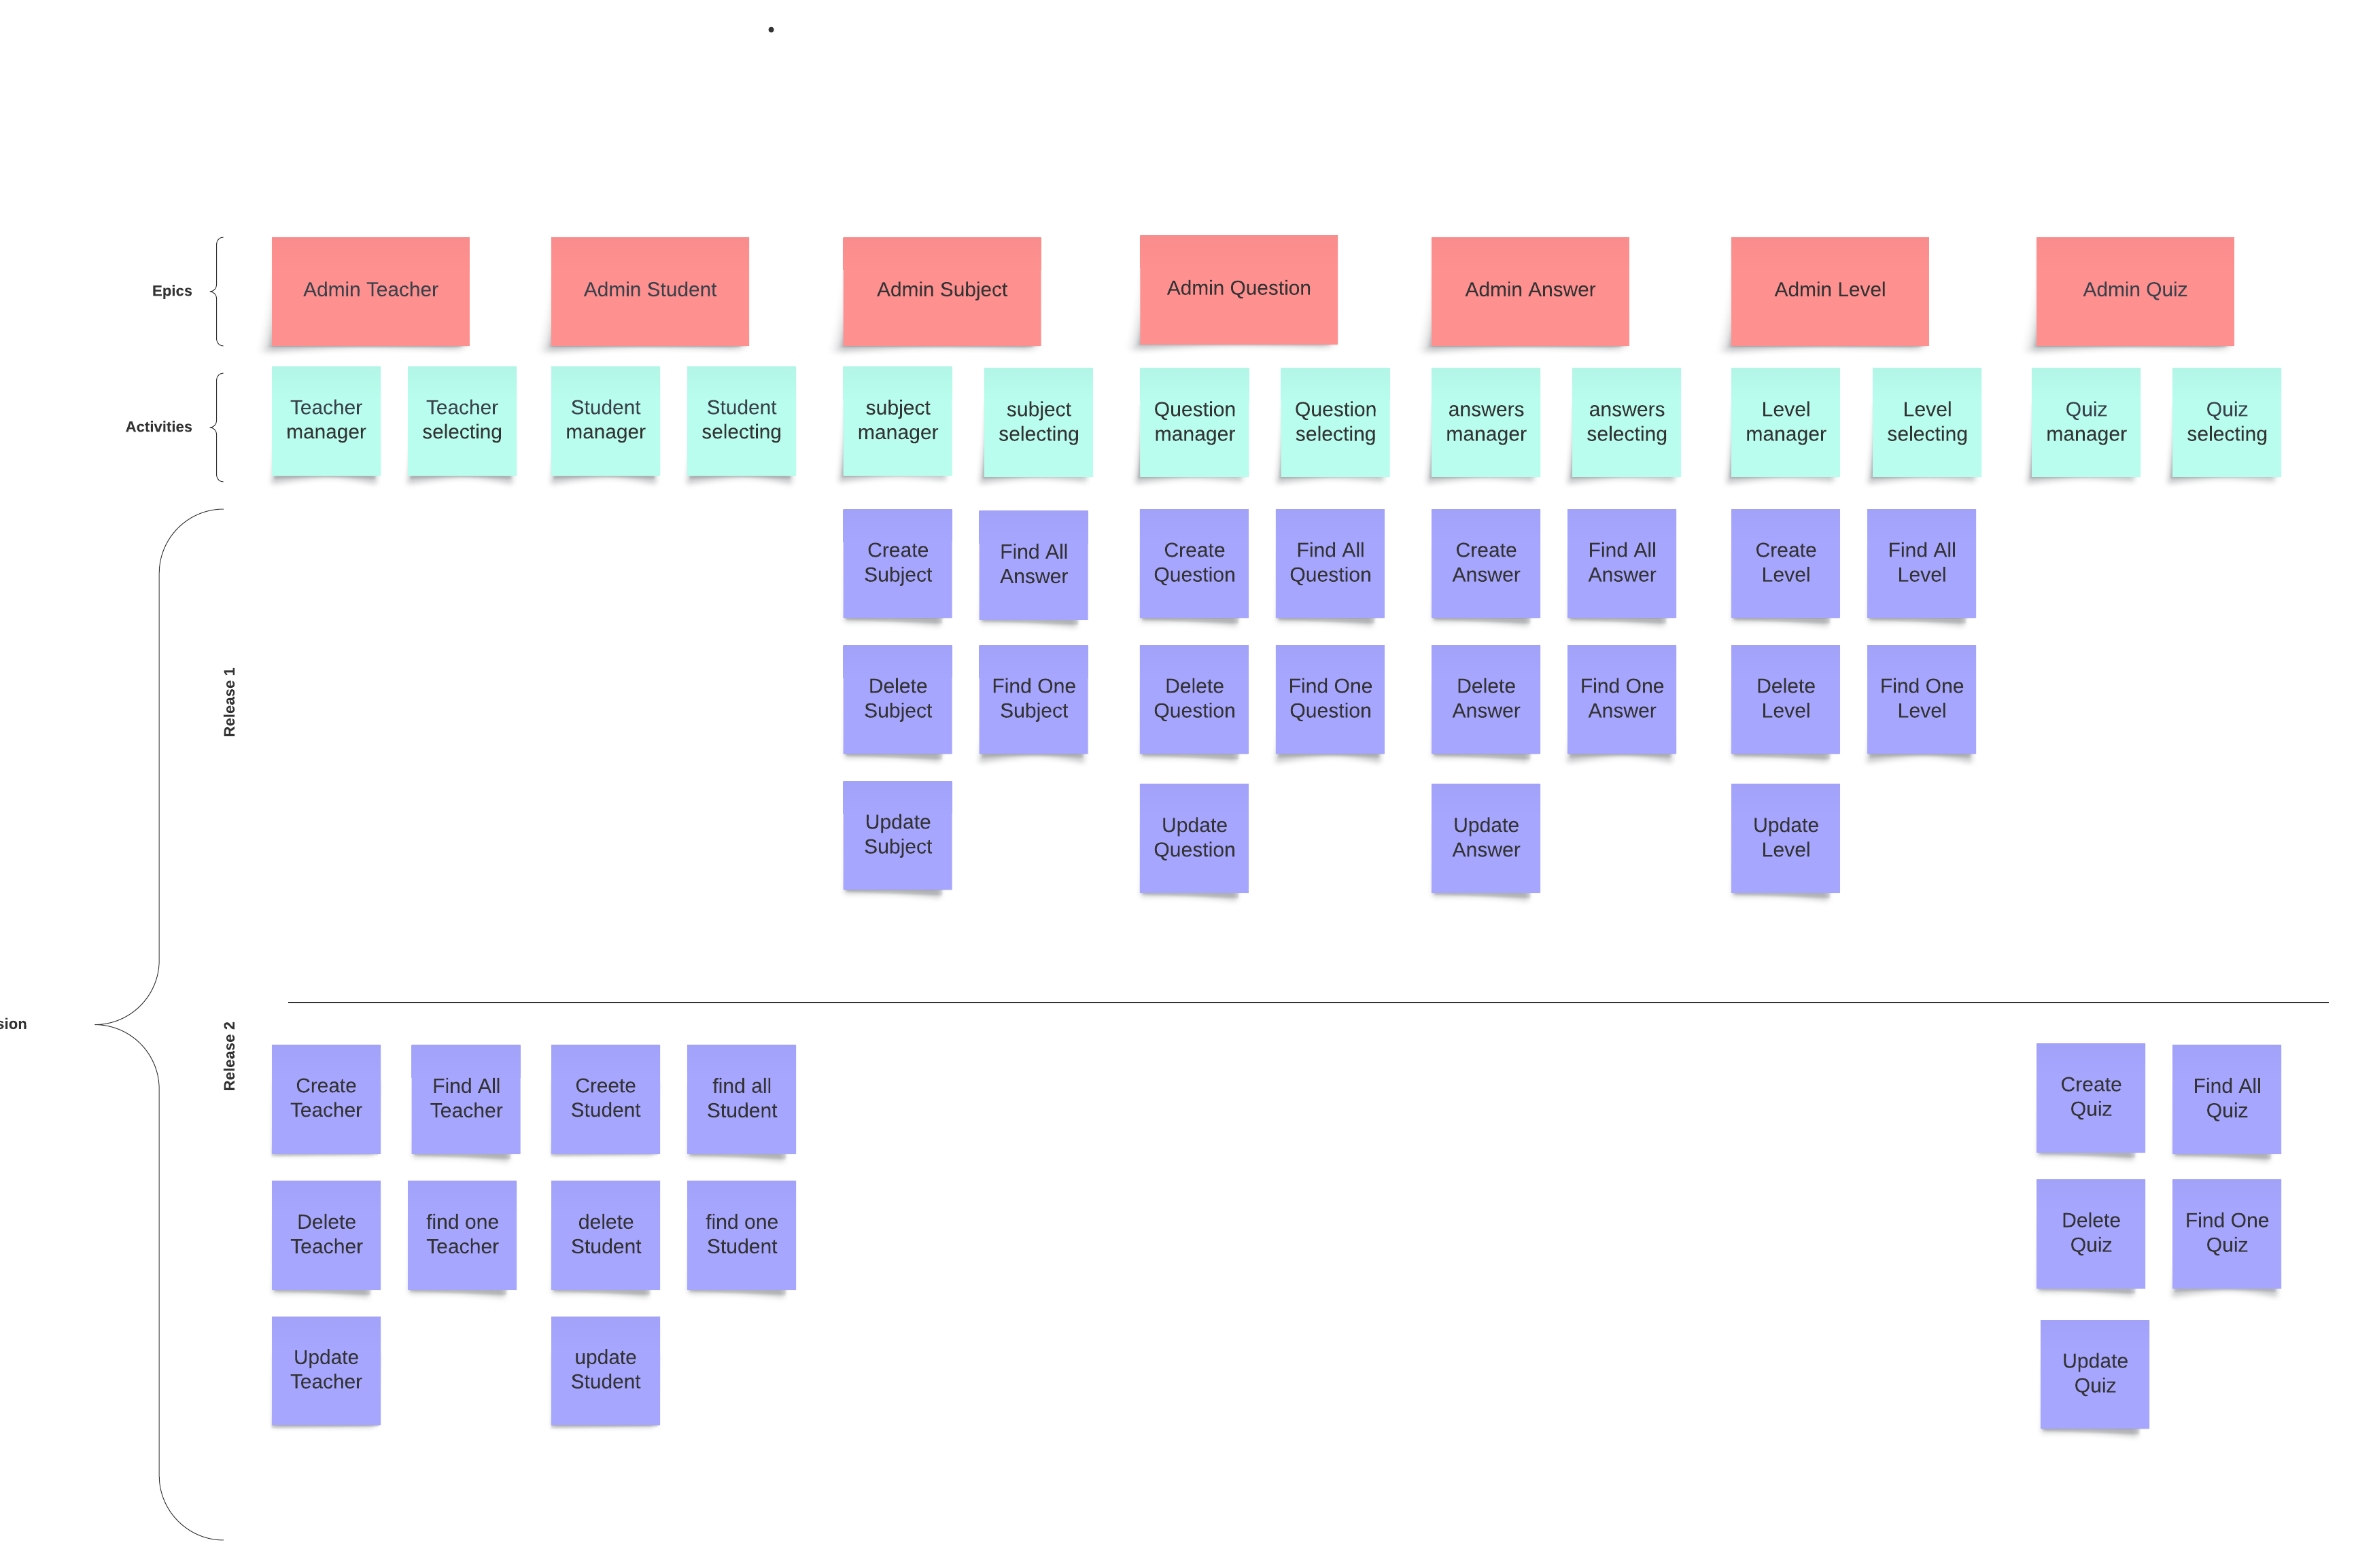 Epics
Admin Teacher
Admin Student
Admin Subject
Admin Question
Admin Answer
Admin Level
Admin Quiz
Activities
Teacher
manager
Teacher
selecting
Student
manager
Student
selecting
subject
manager
subject
selecting
Question
manager
Question
selecting
answers
manager
answers
selecting
Level
manager
Level
selecting
Quiz
manager
Quiz
selecting
Release 1
Create
Subject
Find All
Answer
Create
Question
Find All
Question
Create
Answer
Find All
Answer
Create
Level
Find All
Level
Delete
Subject
Find One
Subject
Delete
Question
Find One
Question
Delete
Answer
Find One
Answer
Delete
Level
Find One
Level
Update
Subject
Update
Question
Update
Answer
Update
Level
sion
Release 2
Create
Teacher
Find All
Teacher
Creete
Student
find all
Student
Create
Quiz
Find All
Quiz
Delete
Teacher
find one
Teacher
delete
Student
find one
Student
Delete
Quiz
Find One
Quiz
Update
Teacher
update
Student
Update
Quiz